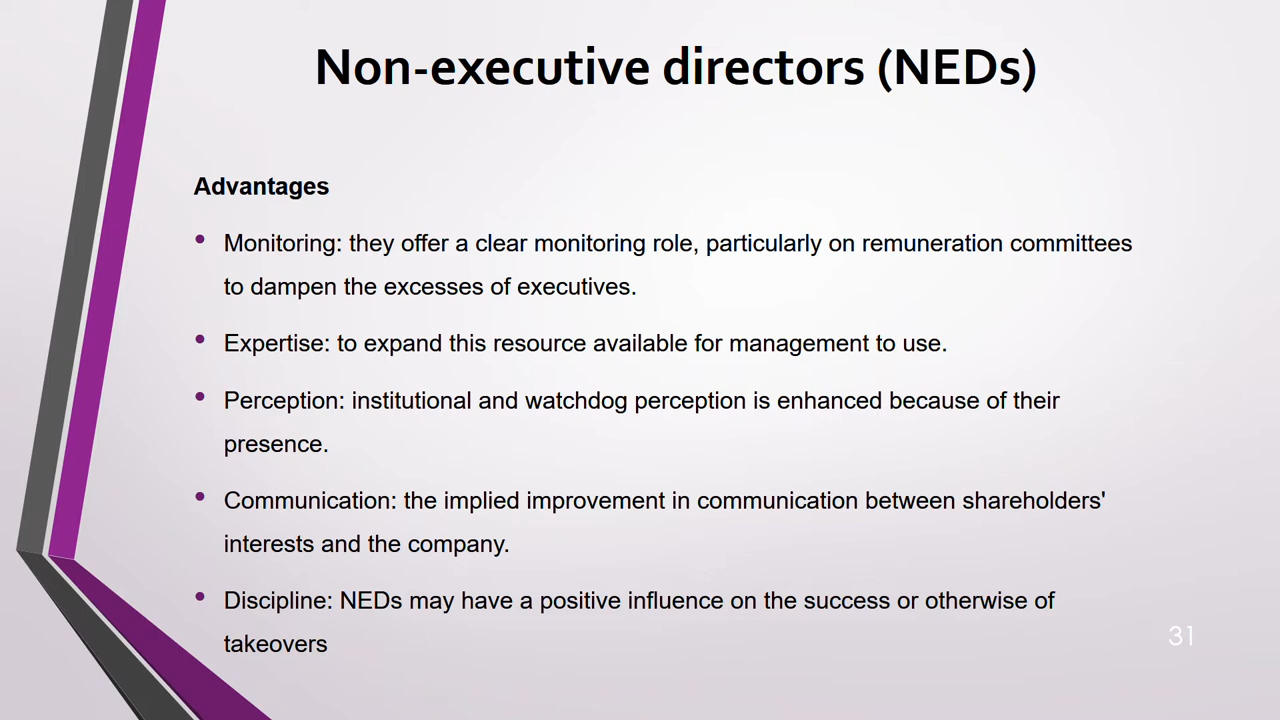 Non-executive directors (NEDs)
Advantages
• Monitoring: they offer a clear monitoring role, particularly on remuneration committees
to dampen the excesses of executives.
• Expertise: to expand this resource available for management to use.
• Perception: institutional and watchdog perception is enhanced because of their
presence.
• Communication: the implied improvement in communication between shareholders'
interests and the company.
• Discipline: NEDs may have a positive influence on the success or otherwise of
takeovers
31